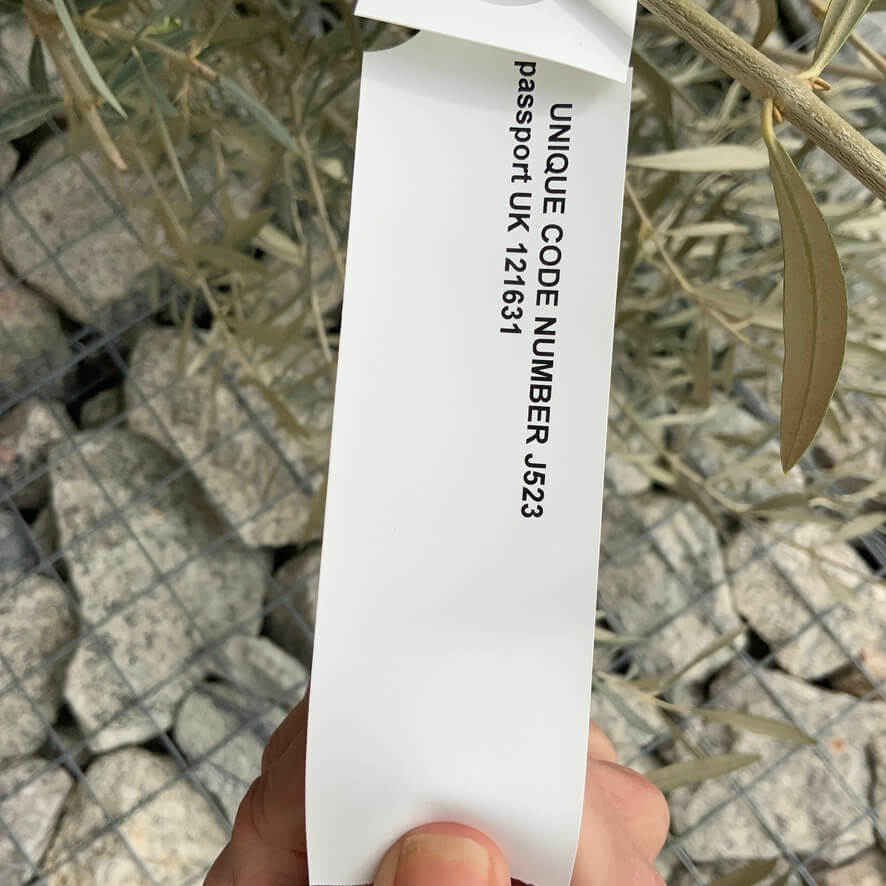 UNIQUE CODE NUMBER J523
passport UK 121631